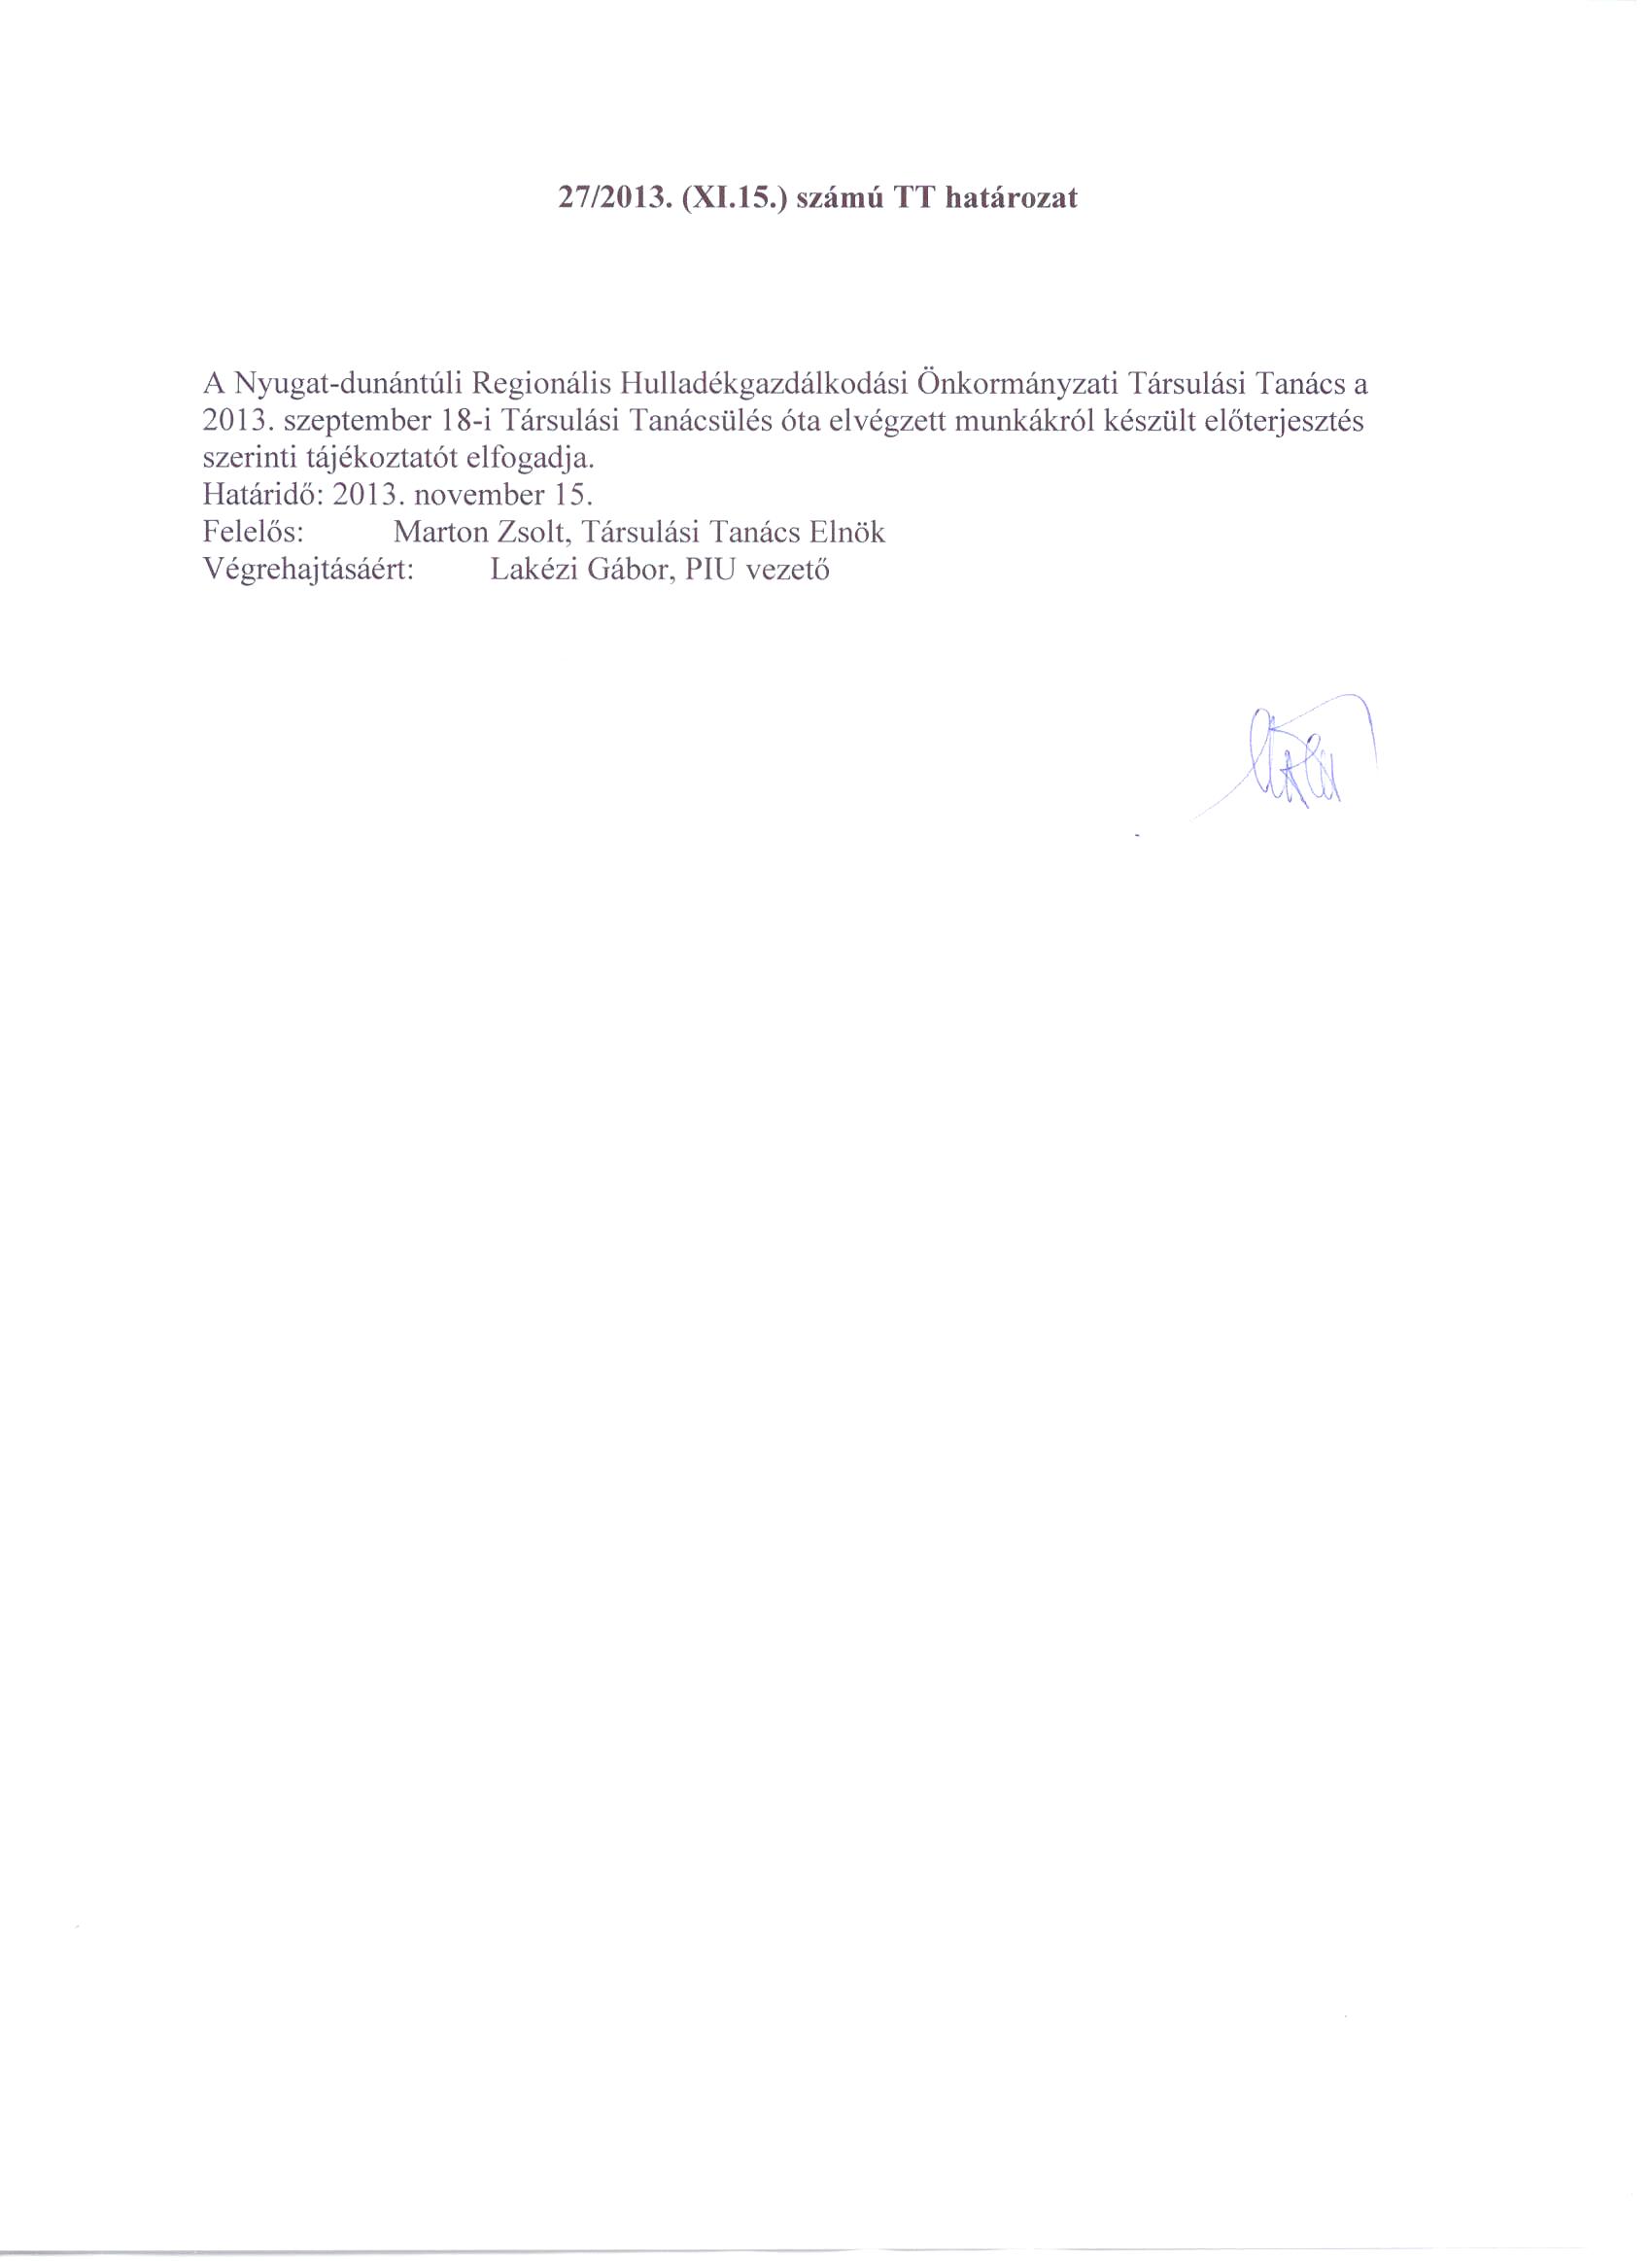 27/2013. (XI.15.) számú TT határozat
A Nyugat-dunántúli Regionális Hulladékgazdálkodási Önkormányzati Társulási Tanács a
2013. szeptember 18-i Társulási Tanácsülés óta elvégzett munkákról készült előterjesztés
szerinti tájékoztatót elfogadja.
Határidő: 2013. november 15.
Felelős: Marton Zsolt, Társulási Tanács Elnök
Végrehajtásáért: Lakézi Gábor, PIU vezető